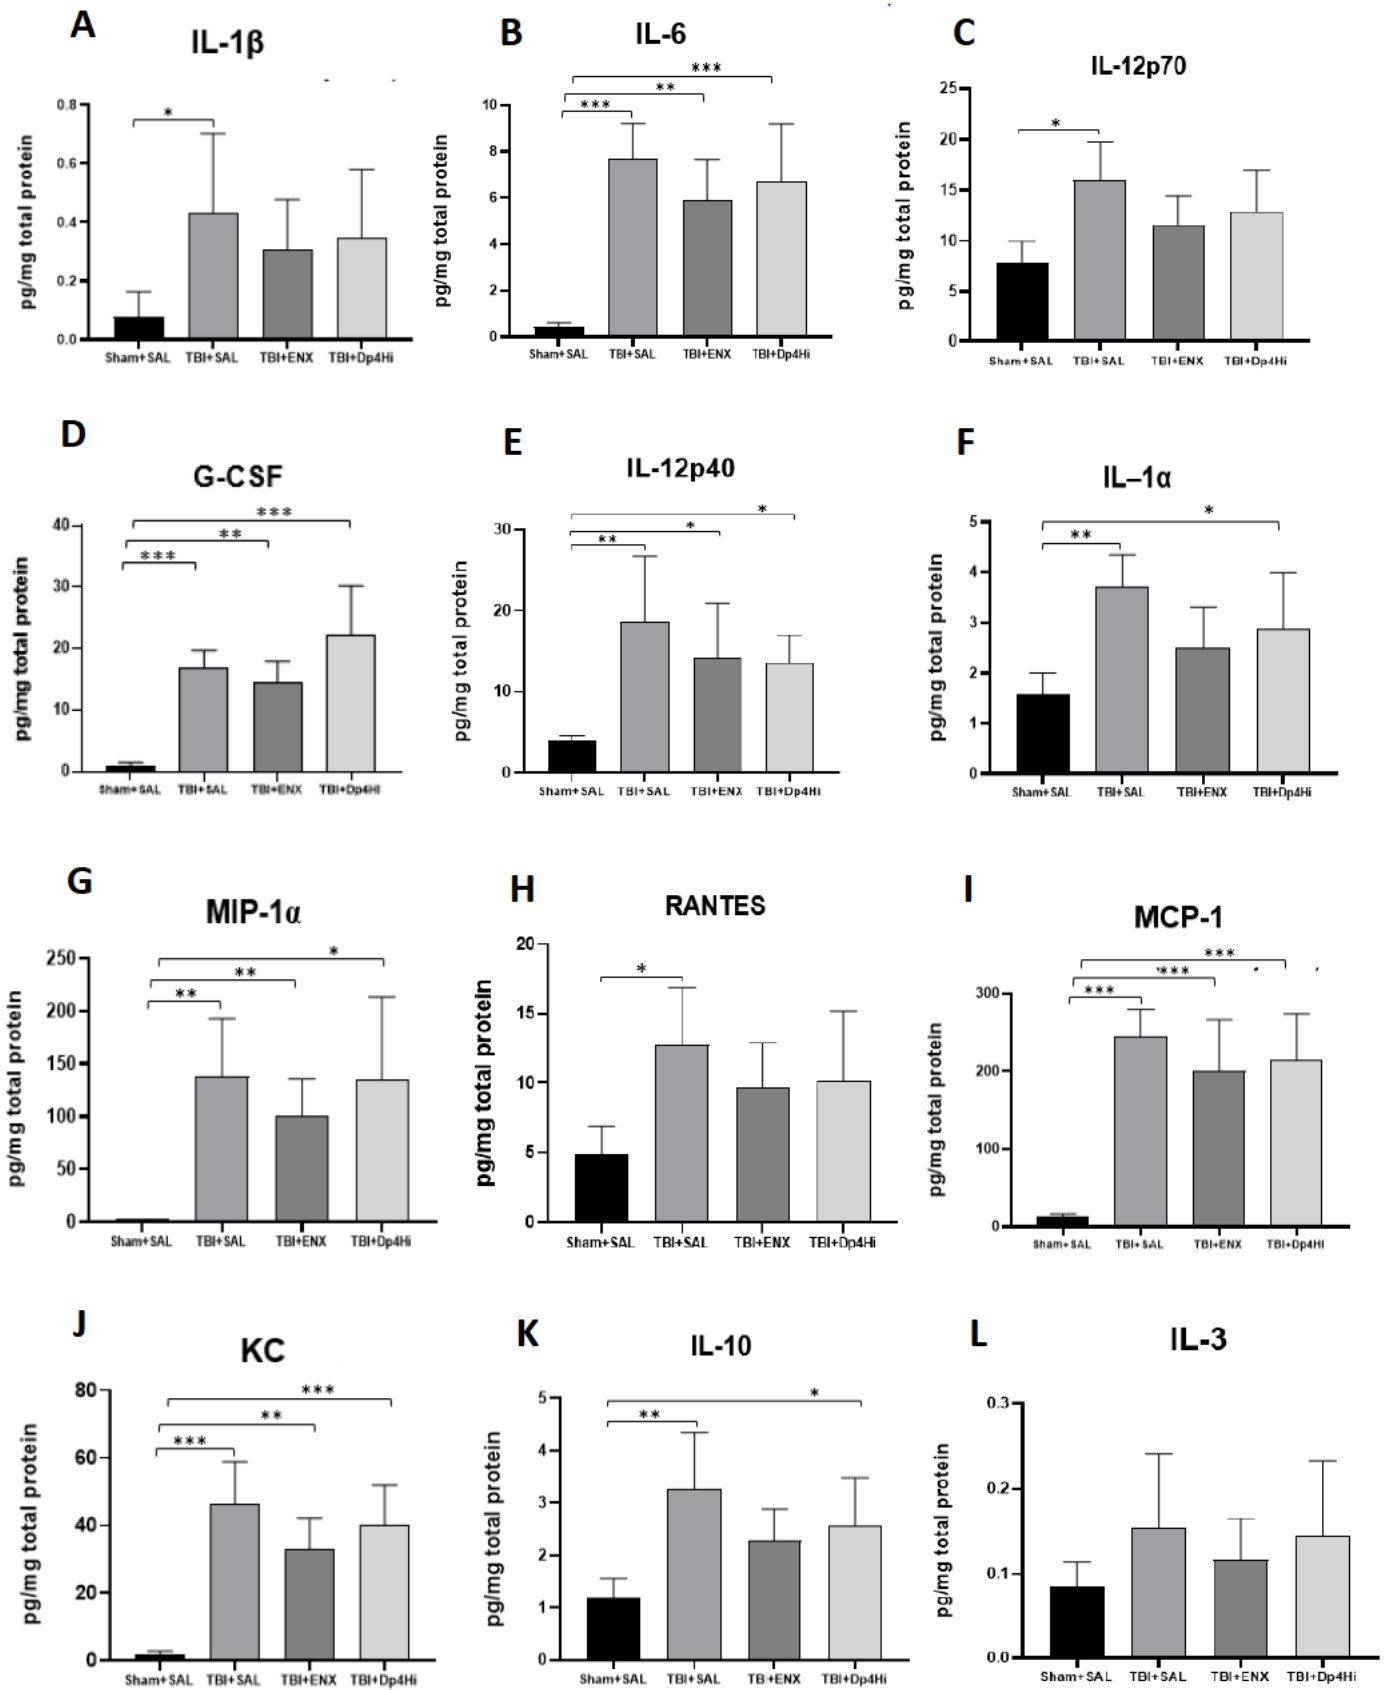 A
IL-1β
pg/mg total protein
0.8
0.6
0.4
0.2
0.0
*
Sham+SAL TBI+SAL TBI+ENX TBI+Dp4Hi
B
IL-6
pg/mg total protein
10
8
6
4
2
0
***
**
***
Sham+SAL TBI+SAL TBI+ENX TBI+Dp4Hi
C
IL-12p70
pg/mg total protein
25
20
15
10
5
0
*
Sham+SAL TBI+SAL TBI+ENX TBI+Dp4Hi
D
G-CSF
pg/mg total protein
40
30
20
10
0
***
**
***
Sham+SAL TBI+SAL TBI+ENX TBI+Dp4Hi
E
IL-12p40
pg/mg total protein
30
20
10
0
*
*
**
Sham+SAL TBI+SAL TBI+ENX TBI+Dp4Hi
F
IL–1α
pg/mg total protein
5
4
3
2
1
0
*
**
Sham+SAL TBI+SAL TBI+ENX TBI+Dp4Hi
G
MIP-1α
pg/mg total protein
250
200
150
100
50
0
*
**
**
Sham+SAL TBI+SAL TBI+ENX TBI+Dp4Hi
H
RANTES
pg/mg total protein
20
15
10
5
0
*
Sham+SAL TBI+SAL TBI+ENX TBI+Dp4Hi
I
MCP-1
pg/mg total protein
300
200
100
0
***
***
***
Sham+SAL TBI+SAL TBI+ENX TBI+Dp4Hi
J
KC
pg/mg total protein
80
60
40
20
0
***
**
***
Sham+SAL TBI+SAL TBI+ENX TBI+Dp4Hi
K
IL-10
pg/mg total protein
5
4
3
2
1
0
*
**
Sham+SAL TBI+SAL TBI+ENX TBI+Dp4Hi
L
IL-3
pg/mg total protein
0.3
0.2
0.1
0.0
Sham+SAL TBI+SAL TBI+ENX TBI+Dp4Hi